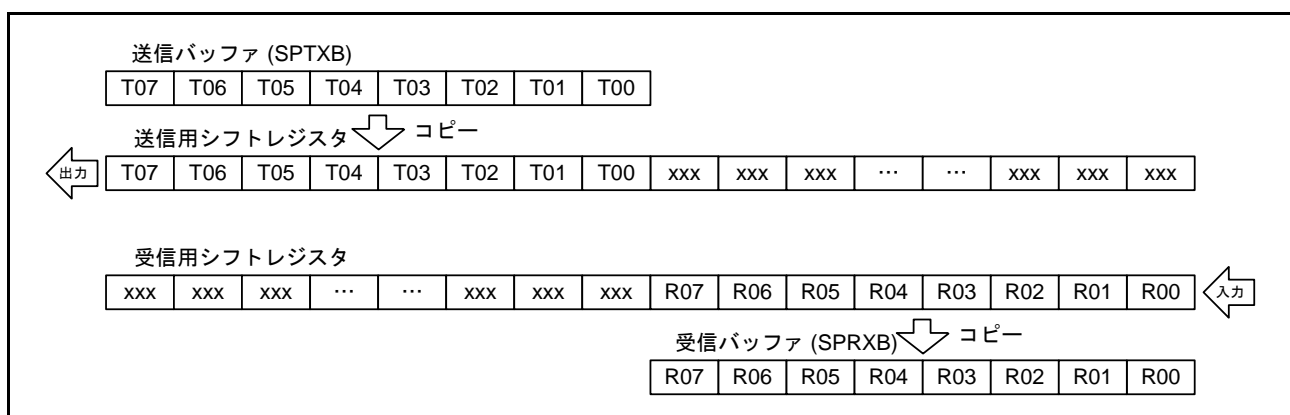 送信バッファ (SPTXB)
T07 T06 T05 T04 T03 T02 T01 T00
送信用シフトレジスタ コピー
出力 T07 T06 T05 T04 T03 T02 T01 T00 xxx xxx xxx … … xxx xxx xxx
受信用シフトレジスタ
xxx xxx xxx … … xxx xxx xxx R07 R06 R05 R04 R03 R02 R01 R00 入力
受信バッファ (SPRXB) コピー
R07 R06 R05 R04 R03 R02 R01 R00